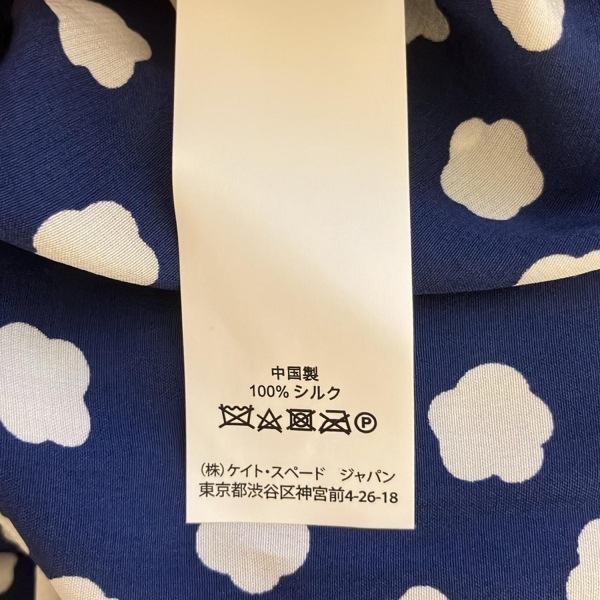 中国製
100% シルク
Ⓟ
(株)ケイト・スペード ジャパン
東京都渋谷区神宮前4-26-18